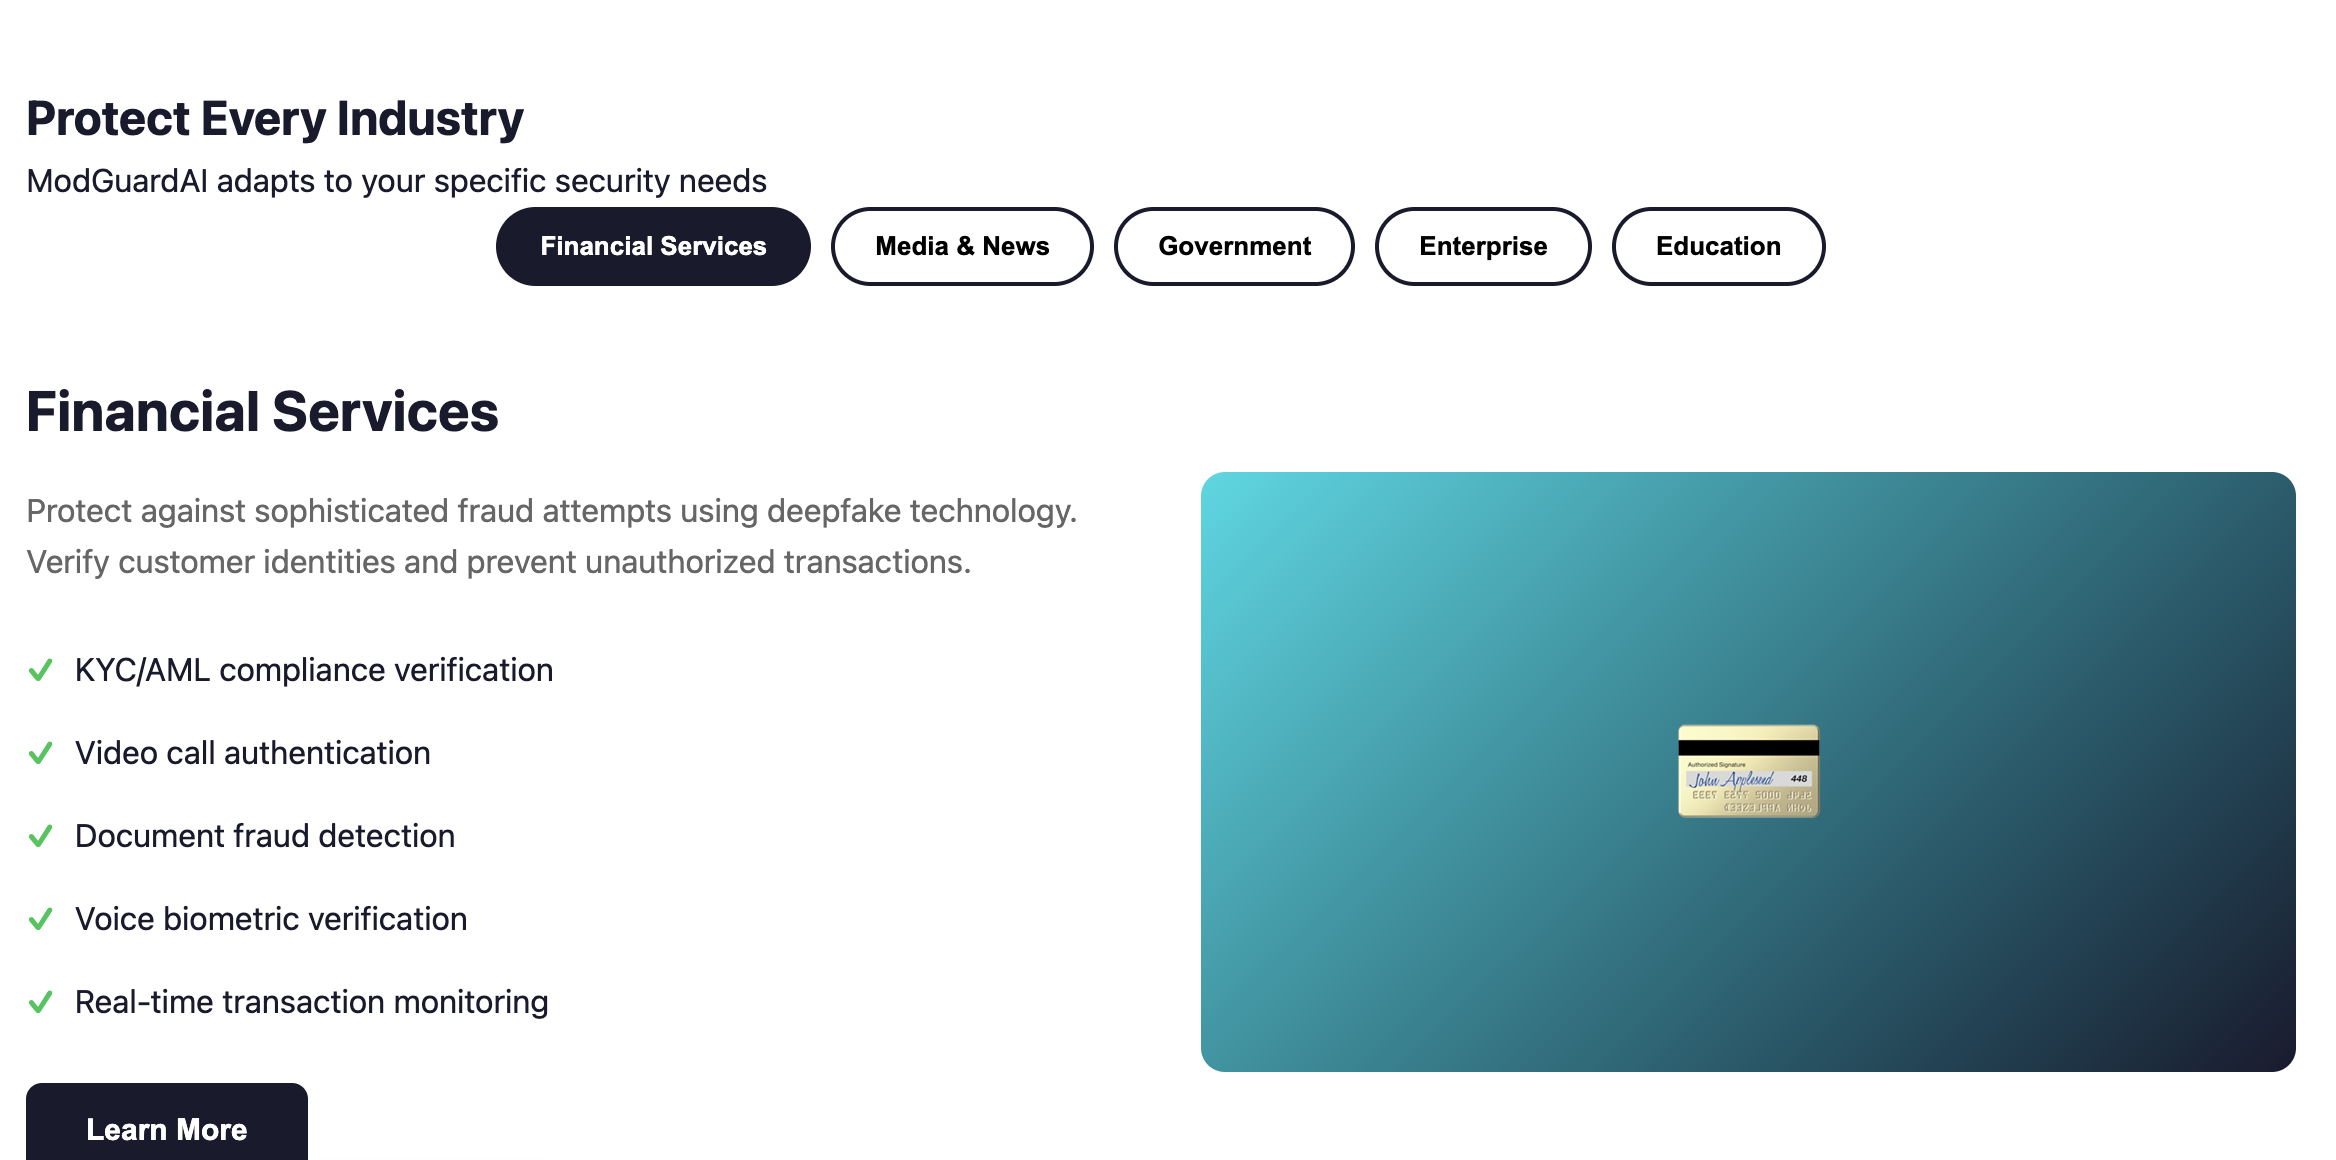 Protect Every Industry
ModGuardAI adapts to your specific security needs
Financial Services
Media & News
Government
Enterprise
Education
Financial Services
Protect against sophisticated fraud attempts using deepfake technology.
Verify customer identities and prevent unauthorized transactions.
KYC/AML compliance verification
Video call authentication
Document fraud detection
Voice biometric verification
Real-time transaction monitoring
Authorized Signature
John Appleseed 448
Learn More